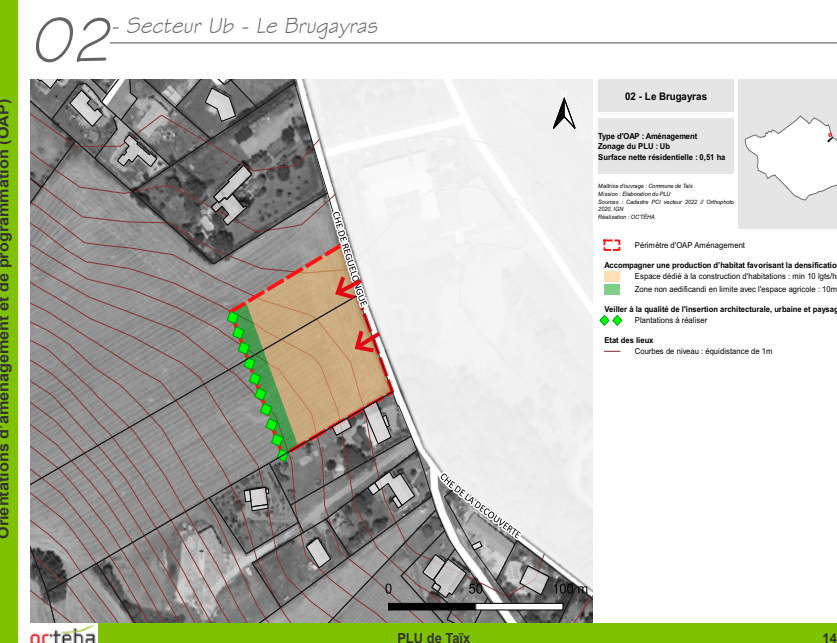 02 - Secteur Ub - Le Brugayras
Orientations d'aménagement et de programmation (OAP)
CHE DE REGUELONGUE
CHE DE LA DECOUVERTE
0 50 100 m
02 - Le Brugayras
Type d'OAP : Aménagement
Zonage du PLU : Ub
Surface nette résidentielle : 0,51 ha
Maîtrise d'ouvrage : Commune de Taïx
Mission : Elaboration du PLU
Sources : Cadastre PCI vecteur 2022 // Orthophoto
2020, IGN
Réalisation : OC'TÉHA
Périmètre d'OAP Aménagement
Accompagner une production d'habitat favorisant la densificatio
Espace dédié à la construction d'habitations : min 10 lgts/h
Zone non aedificandi en limite avec l'espace agricole : 10m
Veiller à la qualité de l'insertion architecturale, urbaine et paysag
Plantations à réaliser
Etat des lieux
Courbes de niveau : équidistance de 1m
octeha
PLU de Taïx
14